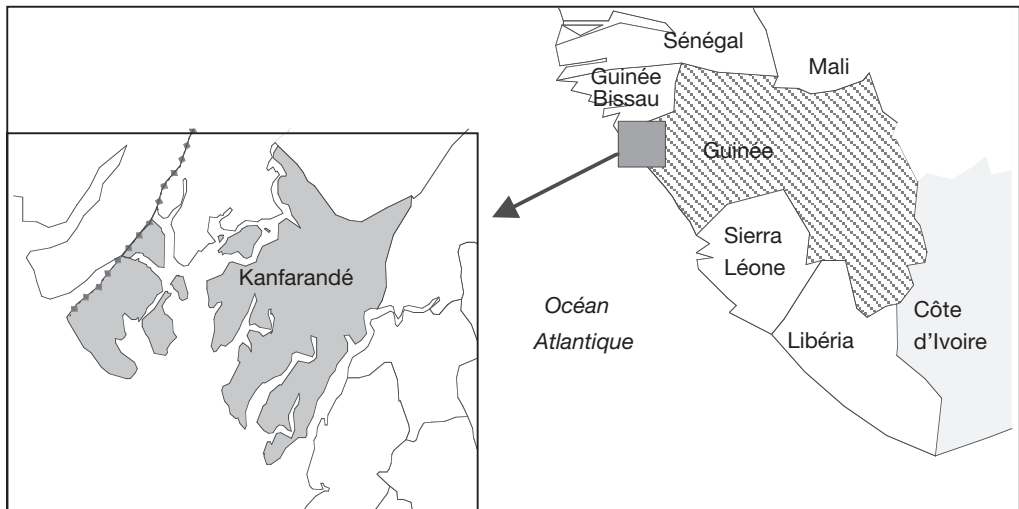 Sénégal
Mali
Guinée
Bissau
Guinée
Sierra
Léone
Kanfarandé
Océan
Atlantique
Côte
d'Ivoire
Libéria